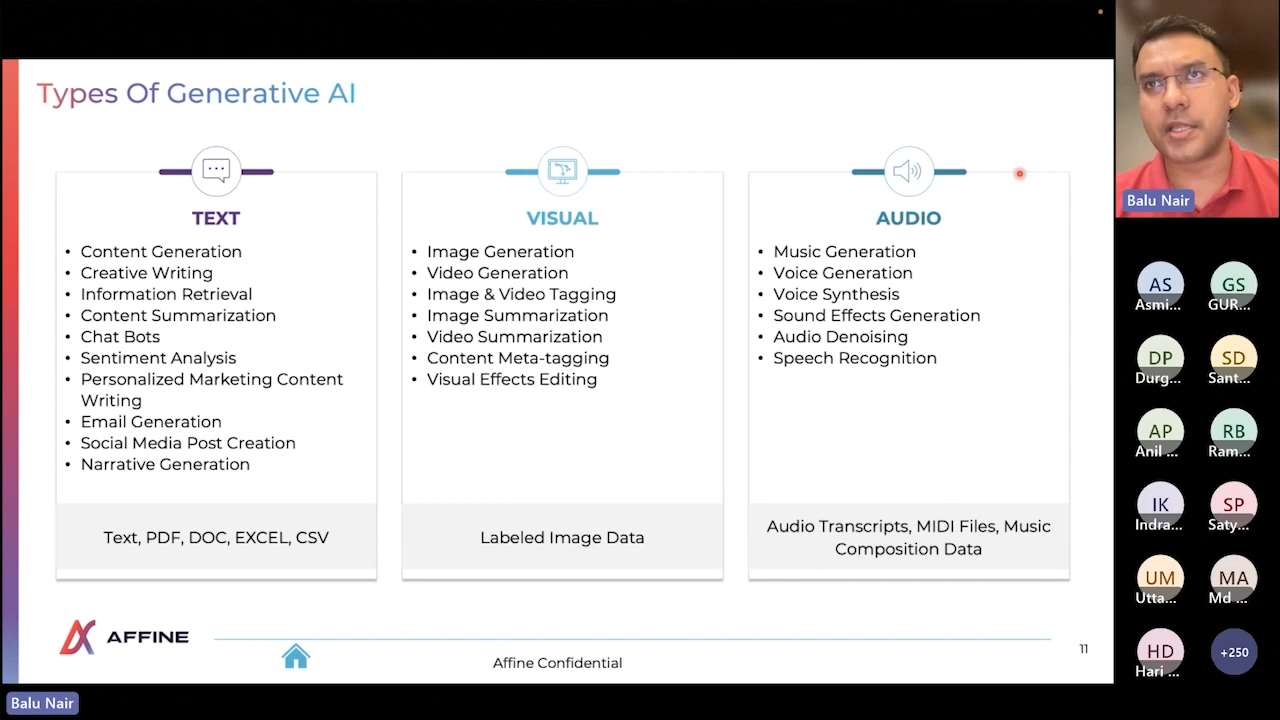 Types Of Generative AI
TEXT
• Content Generation
• Creative Writing
• Information Retrieval
• Content Summarization
• Chat Bots
• Sentiment Analysis
• Personalized Marketing Content
Writing
• Email Generation
• Social Media Post Creation
• Narrative Generation
Text, PDF, DOC, EXCEL, CSV
VISUAL
• Image Generation
• Video Generation
• Image & Video Tagging
• Image Summarization
• Video Summarization
• Content Meta-tagging
• Visual Effects Editing
Labeled Image Data
AUDIO
• Music Generation
• Voice Generation
• Voice Synthesis
• Sound Effects Generation
• Audio Denoising
• Speech Recognition
Audio Transcripts, MIDI Files, Music
Composition Data
AFFINE
Affine Confidential
11
Balu Nair
Balu Nair
AS
Asmi...
GS
GUR...
DP
Durg...
SD
Sant...
AP
Anil ...
RB
Ram...
IK
Indra...
SP
Saty...
UM
Utta...
MA
Md ...
HD
Hari ...
+250